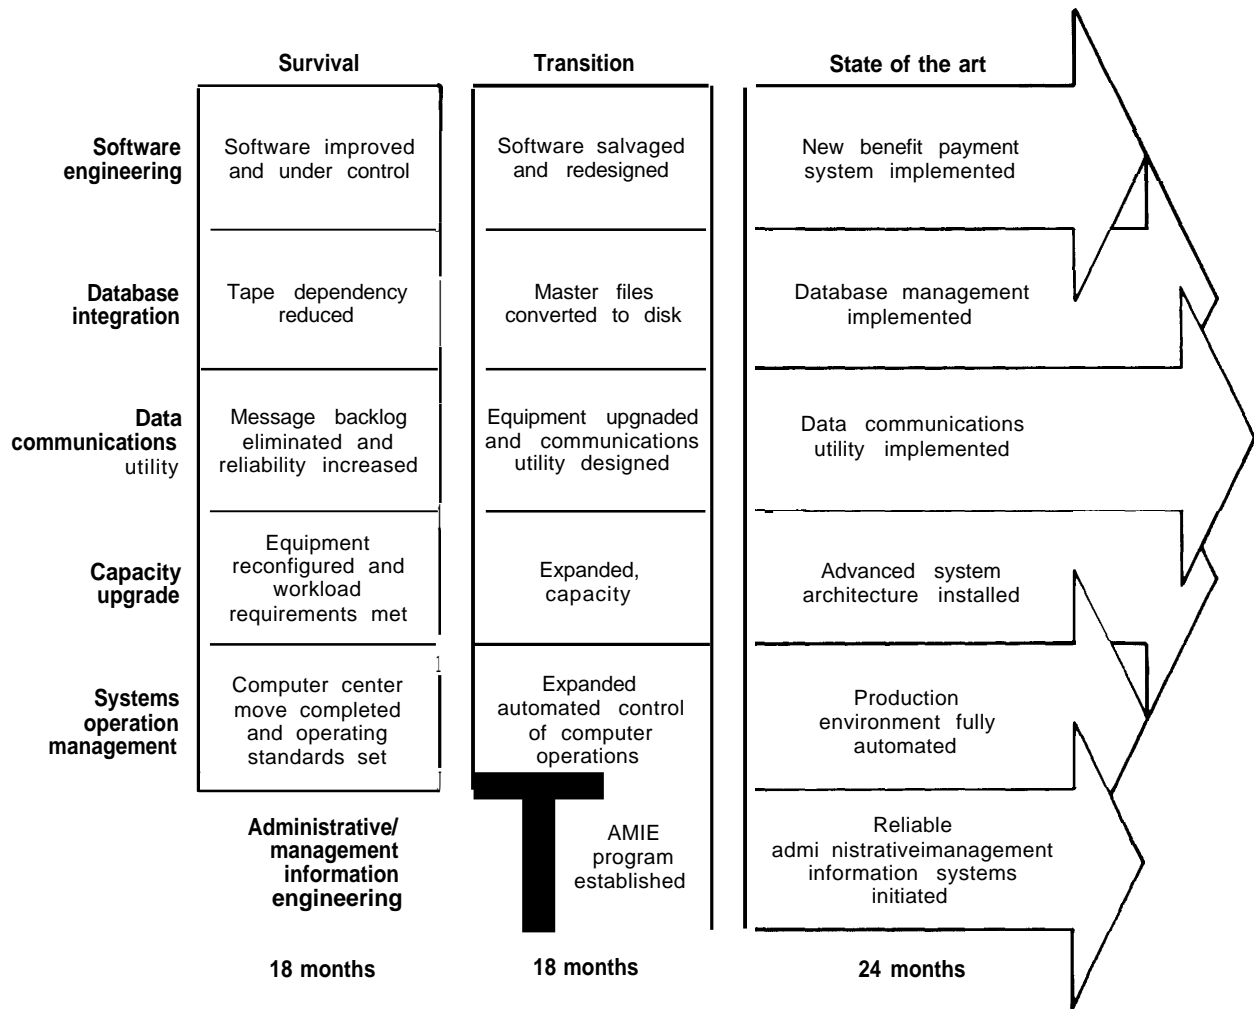 Survival
Transition
State of the art
Software
engineering
Software improved
and under control
Software salvaged
and redesigned
New benefit payment
system implemented
Database
integration
Tape dependency
reduced
Master files
converted to disk
Database management
implemented
Data
communications
utility
Message backlog
eliminated and
reliability increased
Equipment upgnaded
and communications
utility designed
Data communications
utility implemented
Capacity
upgrade
Equipment
reconfigured and
workload
requirements met
Expanded,
capacity
Advanced system
architecture installed
Systems
operation
management
Computer center
move completed
and operating
standards set
Expanded
automated control
of computer
operations
Production
environment fully
automated
Administrative/
management
information
engineering
AMIE
program
established
Reliable
admi nistrativeimanagement
information systems
initiated
18 months
18 months
24 months